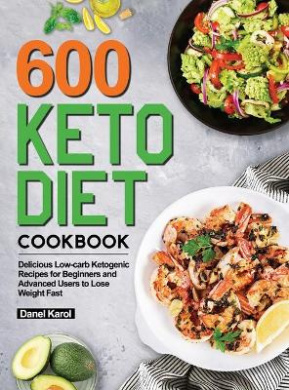 600
KETO
DIET
COOKBOOK
Delicious Low-carb Ketogenic
Recipes for Beginners and
Advanced Users to Lose
Weight Fast
Danel Karol